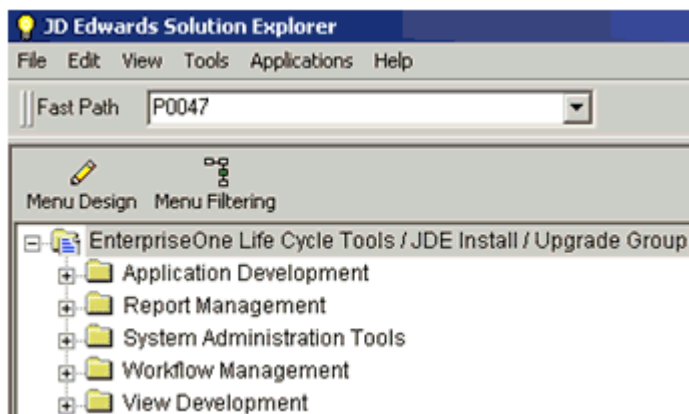 JD Edwards Solution Explorer
File Edit View Tools Applications Help
Fast Path P0047
Menu Design Menu Filtering
EnterpriseOne Life Cycle Tools / JDE Install / Upgrade Group
Application Development
Report Management
System Administration Tools
Workflow Management
View Development